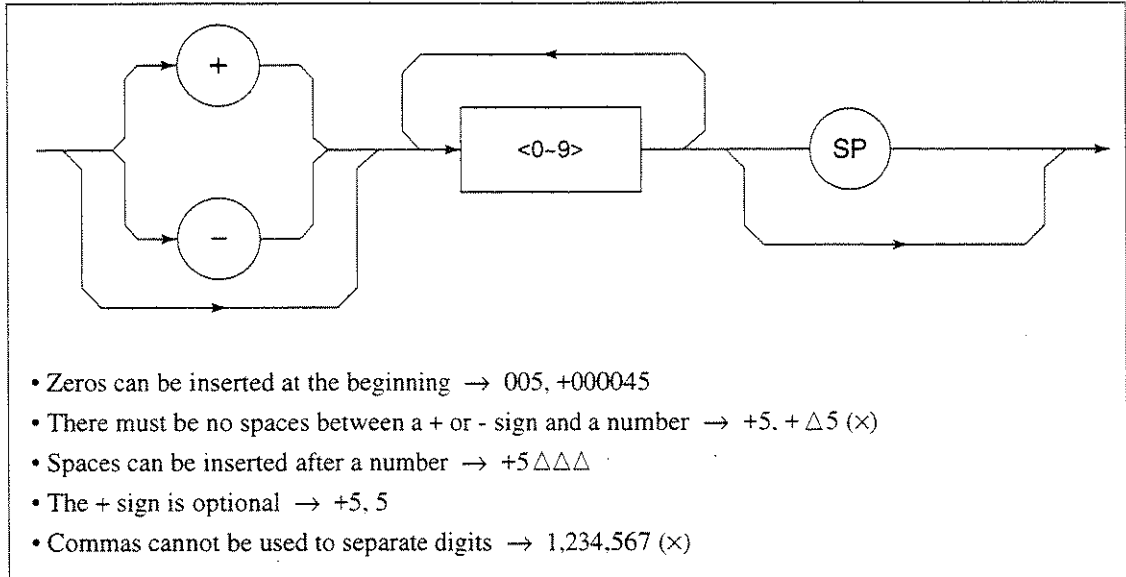 +
<0~9>
SP
−
• Zeros can be inserted at the beginning → 005, +000045
• There must be no spaces between a + or - sign and a number → +5. + △5 (×)
• Spaces can be inserted after a number → +5△△△
• The + sign is optional → +5, 5
• Commas cannot be used to separate digits → 1,234,567 (×)